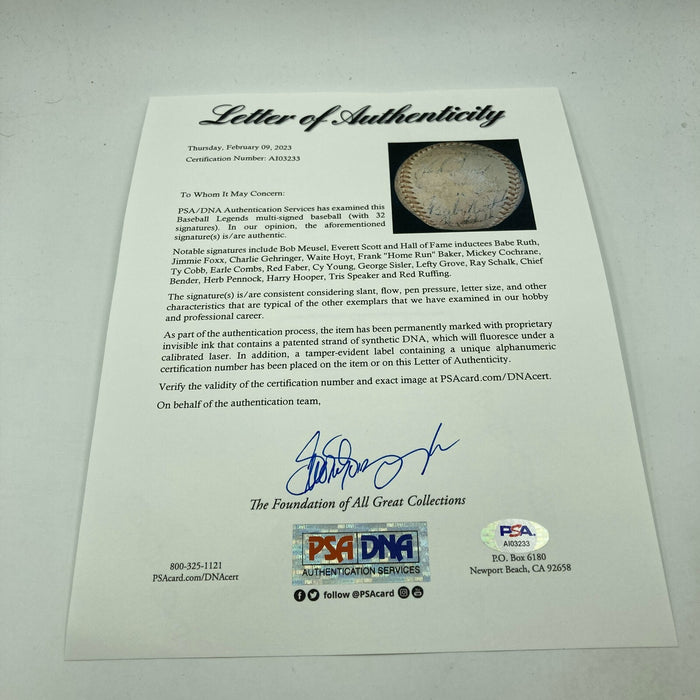 Letter of Authenticity
Thursday, February 09, 2023
Certification Number: AI03233
To Whom It May Concern:
PSA/DNA Authentication Services has examined this
Baseball Legends multi-signed baseball (with 32
signatures). In our opinion, the aforementioned
signature(s) is/are authentic.
Notable signatures include Bob Meusel, Everett Scott and Hall of Fame inductees Babe Ruth,
Jimmie Foxx, Charlie Gehringer, Waite Hoyt, Frank "Home Run" Baker, Mickey Cochrane,
Ty Cobb, Earle Combs, Red Faber, Cy Young, George Sisler, Lefty Grove, Ray Schalk, Chief
Bender, Herb Pennock, Harry Hooper, Tris Speaker and Red Ruffing.
The signature(s) is/are consistent considering slant, flow, pen pressure, letter size, and other
characteristics that are typical of the other exemplars that we have examined in our hobby
and professional career.
As part of the authentication process, the item has been permanently marked with proprietary
invisible ink that contains a patented strand of synthetic DNA, which will fluoresce under a
calibrated laser. In addition, a tamper-evident label containing a unique alphanumeric
certification number has been placed on the item or on this Letter of Authenticity.
Verify the validity of the certification number and exact image at PSAcard.com/DNAcert.
On behalf of the authentication team,
The Foundation of All Great Collections
PSA DNA
AUTHENTICATION SERVICES
PSA
AI03233
800-325-1121
PSAcard.com/DNAcert
P.O. Box 6180
Newport Beach, CA 92658
follow @PSAcard